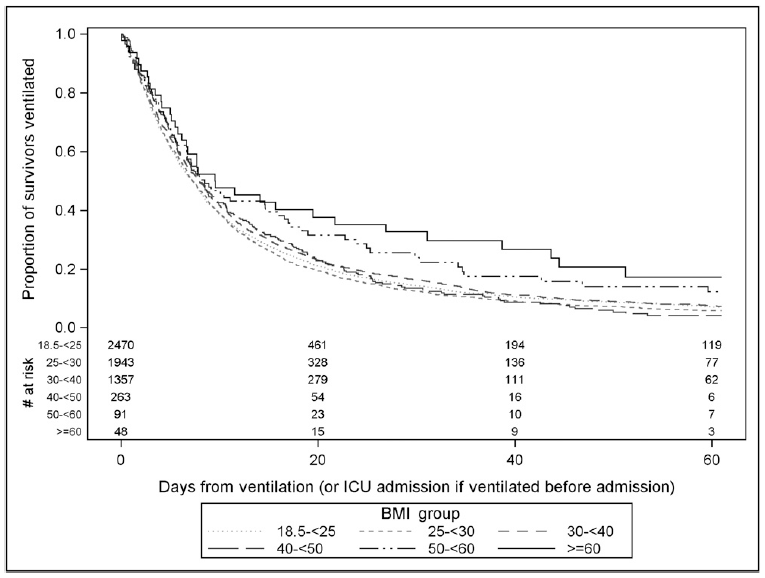 Proportion of survivors ventilated
1.0
0.8
0.6
0.4
0.2
0.0
# at risk
18.5-<25 2470 461 194 119
25-<30 1943 328 136 77
30-<40 1357 279 111 62
40-<50 263 54 16 6
50-<60 91 23 10 7
>=60 48 15 9 3
0 20 40 60
Days from ventilation (or ICU admission if ventilated before admission)
BMI group
18.5-<25 25-<30 30-<40
40-<50 50-<60 >=60